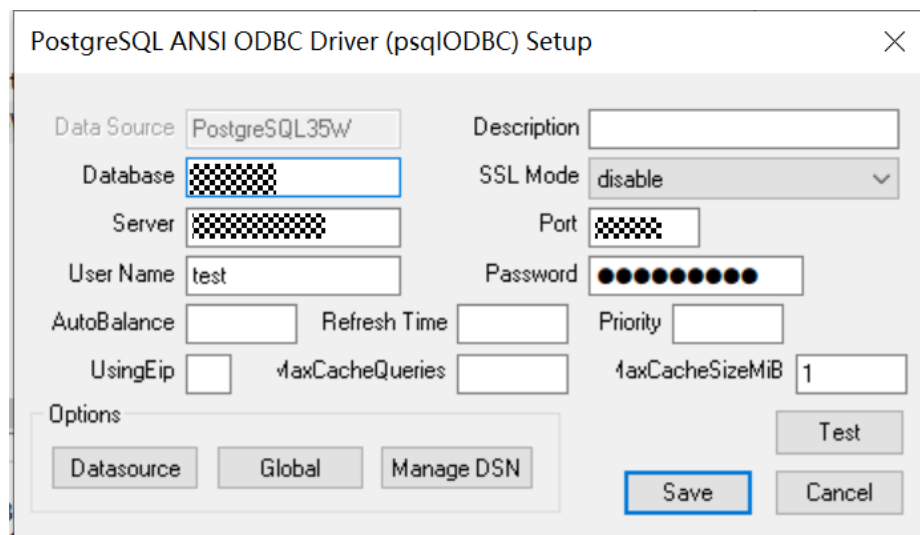 PostgreSQL ANSI ODBC Driver (psqlODBC) Setup
Data Source PostgreSQL35W Description
Database SSL Mode disable
Server Port
User Name test Password ●●●●●●●●●
AutoBalance Refresh Time Priority
UsingEip MaxCacheQueries MaxCacheSizeMiB 1
Options
Test
Datasource Global Manage DSN
Save Cancel